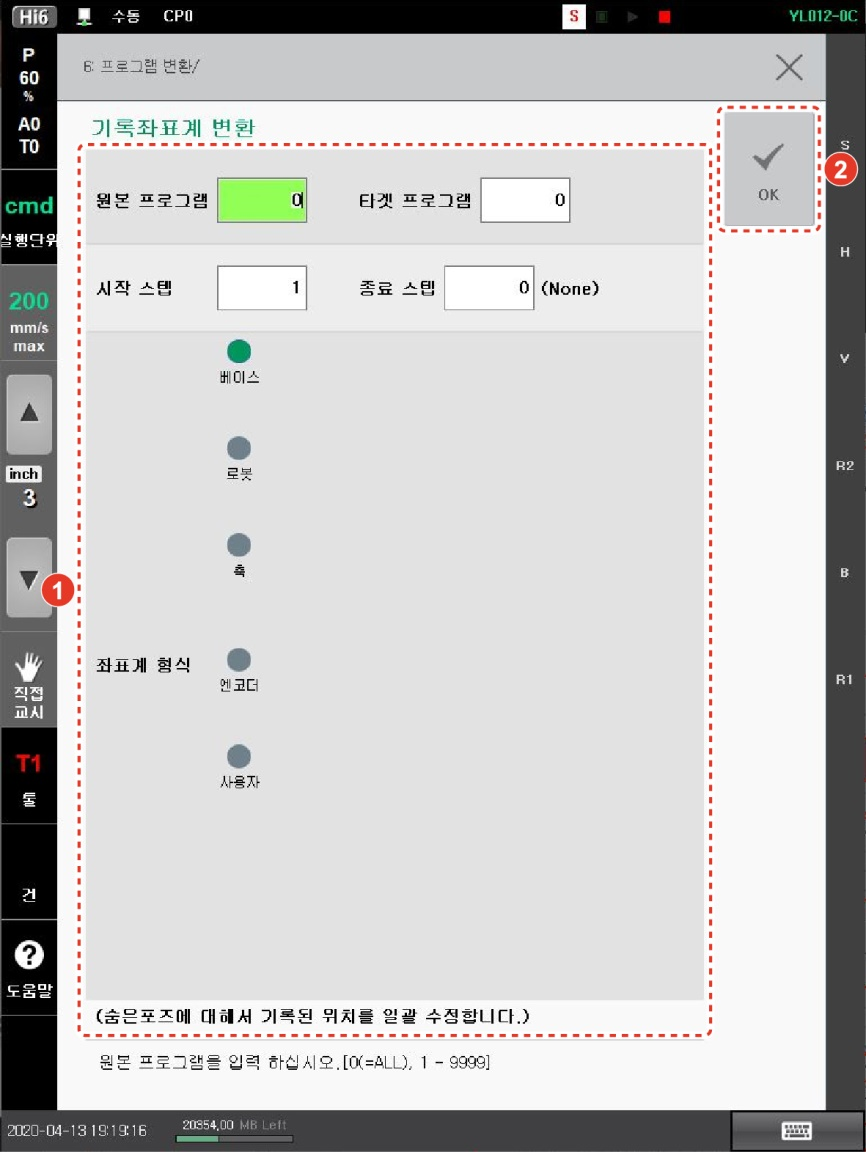 Hi6 수동 CP0 S YL012-0C
P
60
%
A0
T0
cmd
실행단위
200
mm/s
max
inch
3
1
직접
교시
T1
툴
건
?
도움말
6: 프로그램 변환/
기록좌표계 변환
원본 프로그램 0 타겟 프로그램 0
시작 스텝 1 종료 스텝 0 (None)
베이스
로봇
축
좌표계 형식
엔코더
사용자
(숨은포즈에 대해서 기록된 위치를 일괄 수정합니다.)
원본 프로그램을 입력 하십시오.[0(=ALL), 1 - 9999]
OK
2
S
H
V
R2
B
R1
2020-04-13 19:19:16 20354,00 MB Left